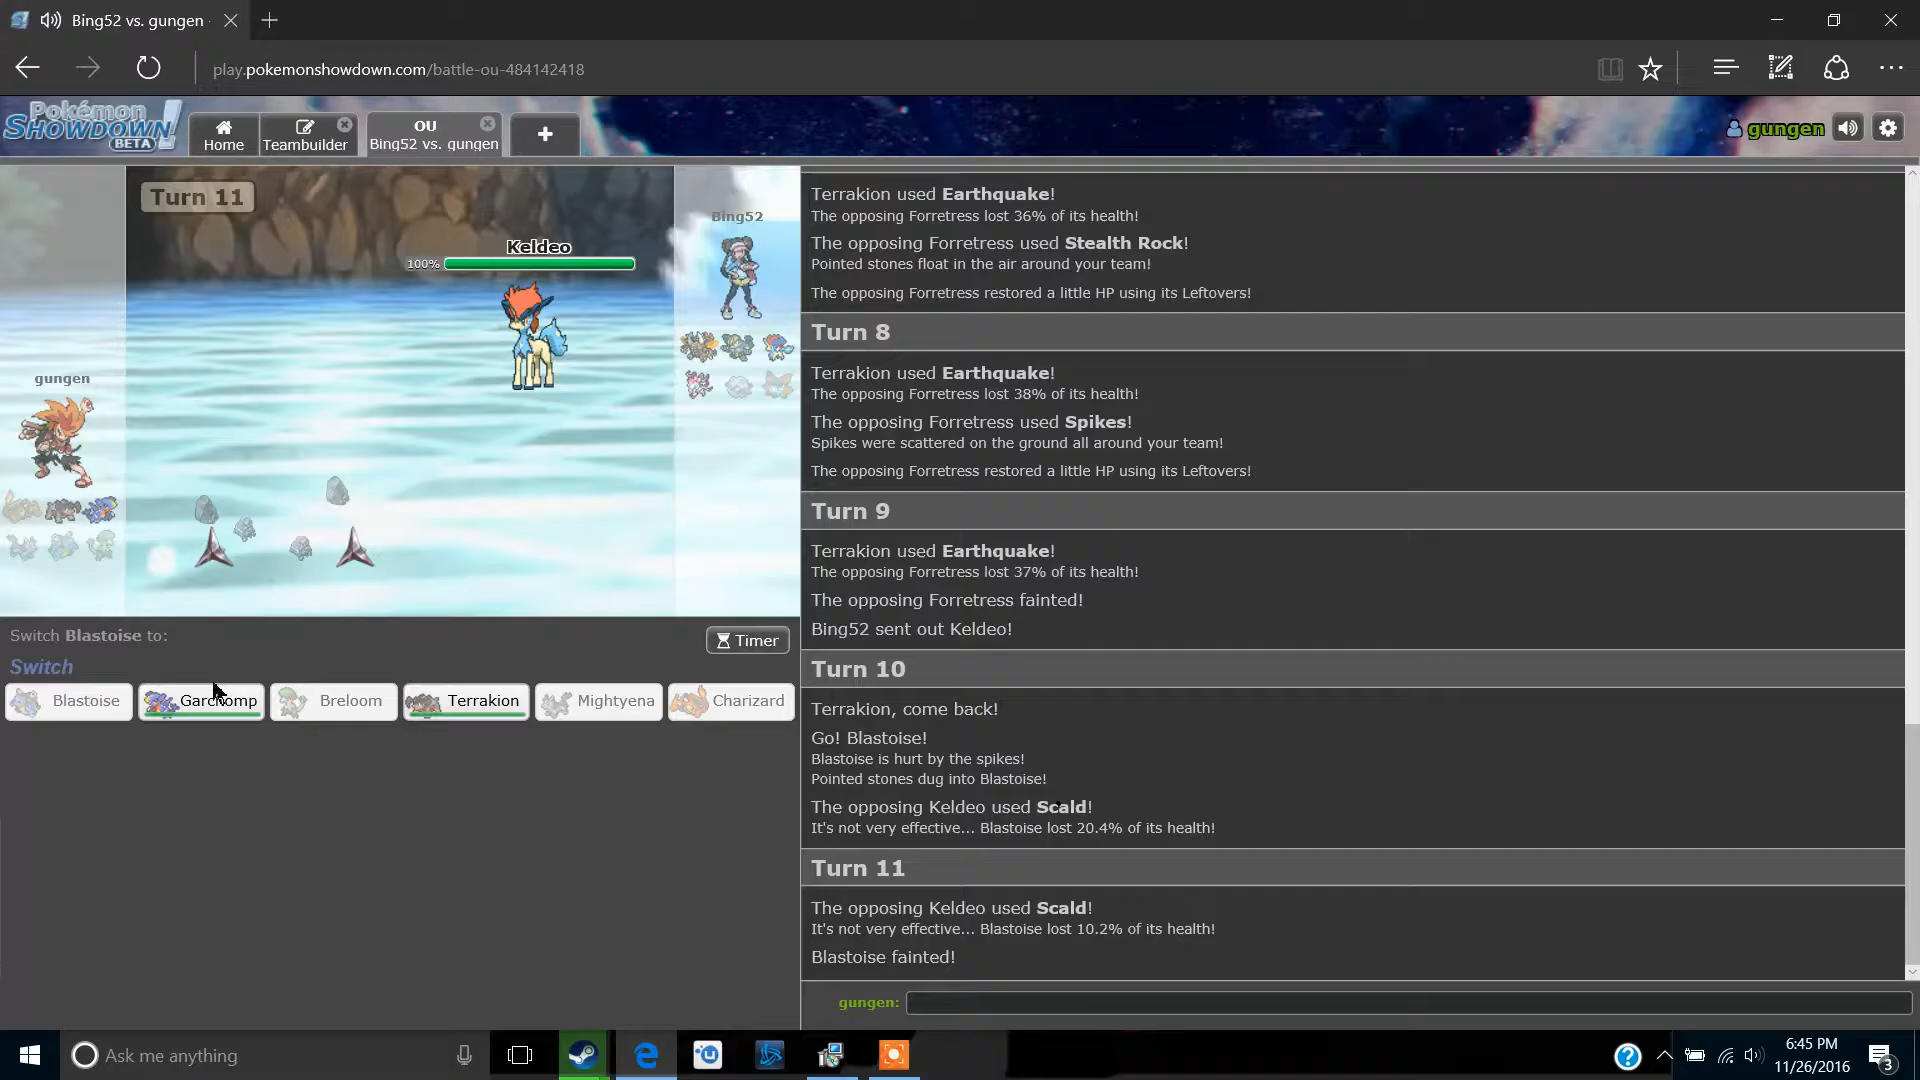 Bing52 vs. gungen
play.pokemonshowdown.com/battle-ou-484142418
Pokémon
SHOWDOWN!
BETA
Home
Teambuilder
OU
Bing52 vs. gungen
gungen
Turn 11
Bing52
Keldeo
100%
gungen
Switch Blastoise to:
Timer
Switch
Blastoise
Garchomp
Breloom
Terrakion
Mightyena
Charizard
Terrakion used Earthquake!
The opposing Forretress lost 36% of its health!
The opposing Forretress used Stealth Rock!
Pointed stones float in the air around your team!
The opposing Forretress restored a little HP using its Leftovers!
Turn 8
Terrakion used Earthquake!
The opposing Forretress lost 38% of its health!
The opposing Forretress used Spikes!
Spikes were scattered on the ground all around your team!
The opposing Forretress restored a little HP using its Leftovers!
Turn 9
Terrakion used Earthquake!
The opposing Forretress lost 37% of its health!
The opposing Forretress fainted!
Bing52 sent out Keldeo!
Turn 10
Terrakion, come back!
Go! Blastoise!
Blastoise is hurt by the spikes!
Pointed stones dug into Blastoise!
The opposing Keldeo used Scald!
It's not very effective... Blastoise lost 20.4% of its health!
Turn 11
The opposing Keldeo used Scald!
It's not very effective... Blastoise lost 10.2% of its health!
Blastoise fainted!
gungen:
Ask me anything
6:45 PM
11/26/2016
3